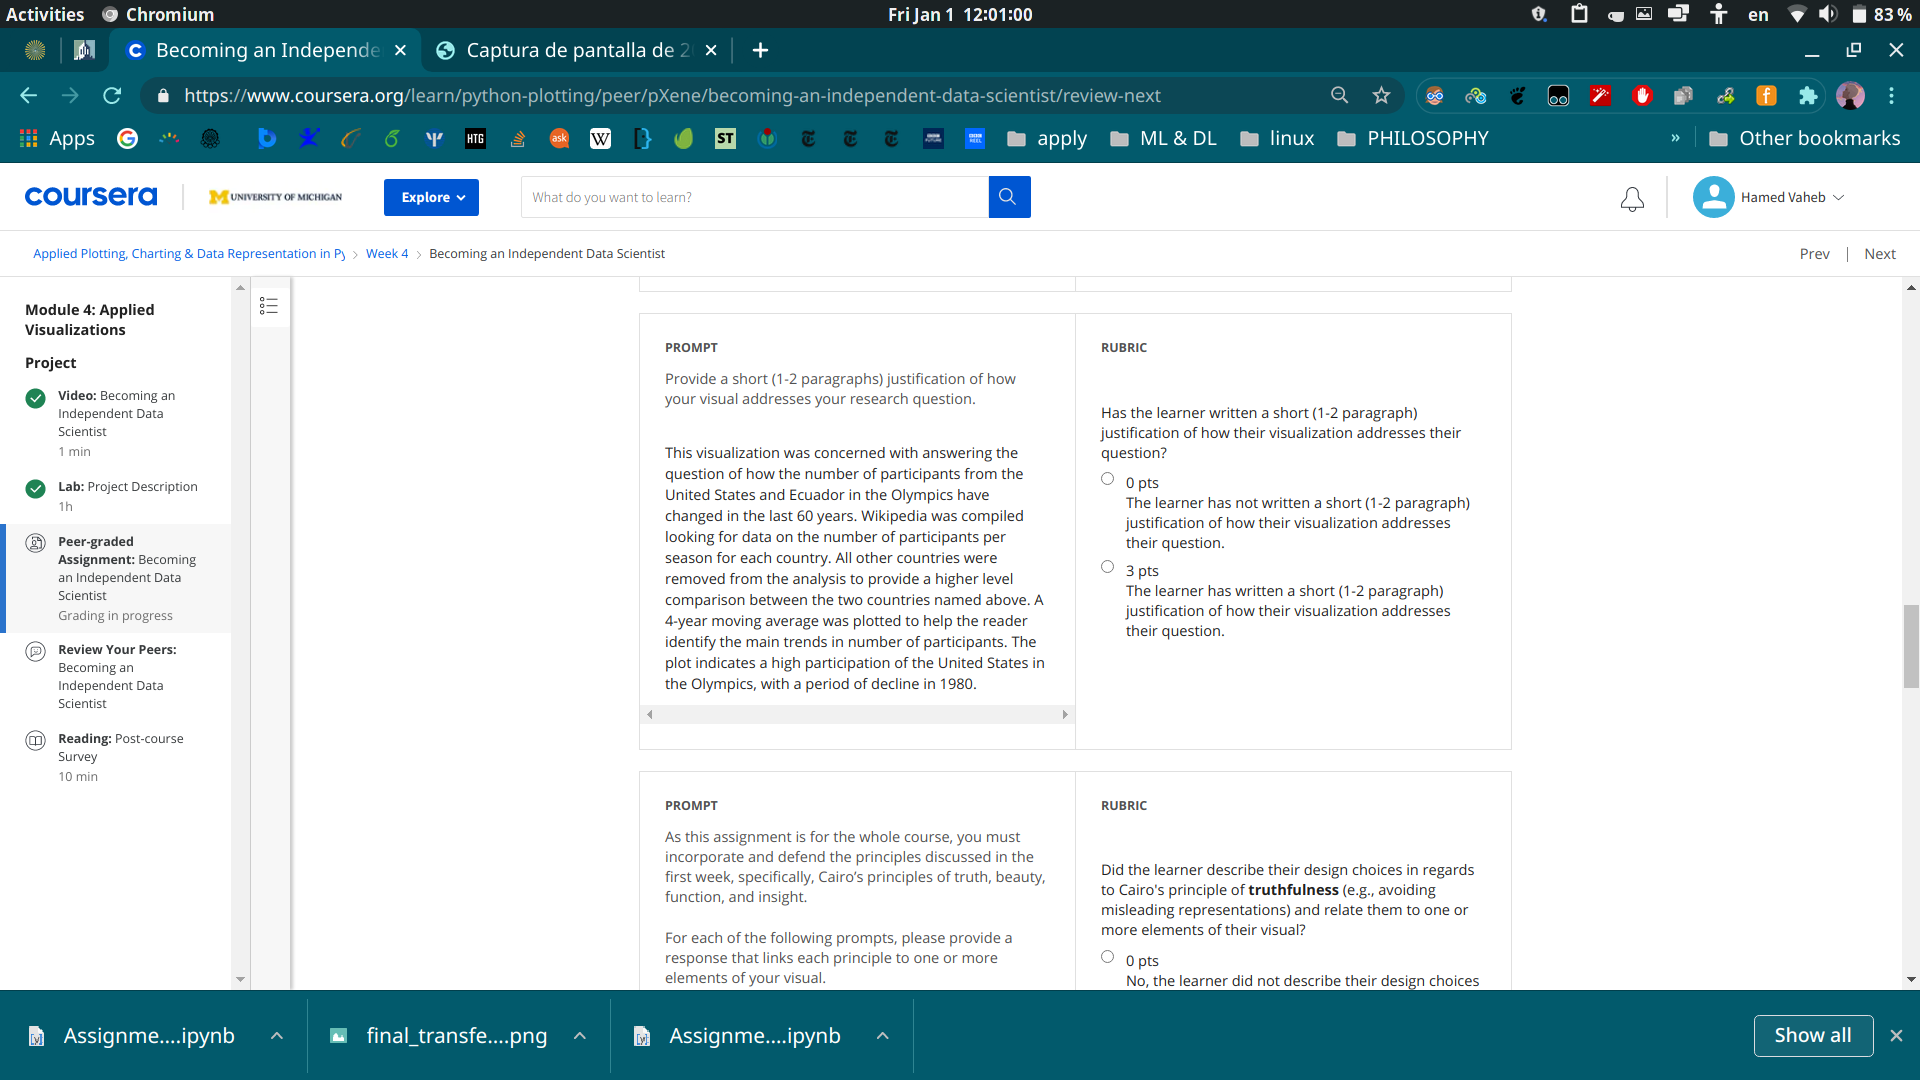 Activities
Chromium
Fri Jan 1 12:01:00
en
83 %
Becoming an Independe
Captura de pantalla de 2
https://www.coursera.org/learn/python-plotting/peer/pXene/becoming-an-independent-data-scientist/review-next
Apps
HTG
ask
W
ST
apply
ML & DL
linux
PHILOSOPHY
»
Other bookmarks
coursera
M UNIVERSITY OF MICHIGAN
Explore
What do you want to learn?
Hamed Vaheb
Applied Plotting, Charting & Data Representation in Py
Week 4
Becoming an Independent Data Scientist
Prev
Next
Module 4: Applied
Visualizations
Project
Video: Becoming an
Independent Data
Scientist
1 min
Lab: Project Description
1h
Peer-graded
Assignment: Becoming
an Independent Data
Scientist
Grading in progress
Review Your Peers:
Becoming an
Independent Data
Scientist
Reading: Post-course
Survey
10 min
PROMPT
Provide a short (1-2 paragraphs) justification of how
your visual addresses your research question.
This visualization was concerned with answering the
question of how the number of participants from the
United States and Ecuador in the Olympics have
changed in the last 60 years. Wikipedia was compiled
looking for data on the number of participants per
season for each country. All other countries were
removed from the analysis to provide a higher level
comparison between the two countries named above. A
4-year moving average was plotted to help the reader
identify the main trends in number of participants. The
plot indicates a high participation of the United States in
the Olympics, with a period of decline in 1980.
RUBRIC
Has the learner written a short (1-2 paragraph)
justification of how their visualization addresses their
question?
0 pts
The learner has not written a short (1-2 paragraph)
justification of how their visualization addresses
their question.
3 pts
The learner has written a short (1-2 paragraph)
justification of how their visualization addresses
their question.
PROMPT
As this assignment is for the whole course, you must
incorporate and defend the principles discussed in the
first week, specifically, Cairo’s principles of truth, beauty,
function, and insight.
For each of the following prompts, please provide a
response that links each principle to one or more
elements of your visual.
RUBRIC
Did the learner describe their design choices in regards
to Cairo's principle of truthfulness (e.g., avoiding
misleading representations) and relate them to one or
more elements of their visual?
0 pts
No, the learner did not describe their design choices
Assignme....ipynb
final_transfe....png
Assignme....ipynb
Show all